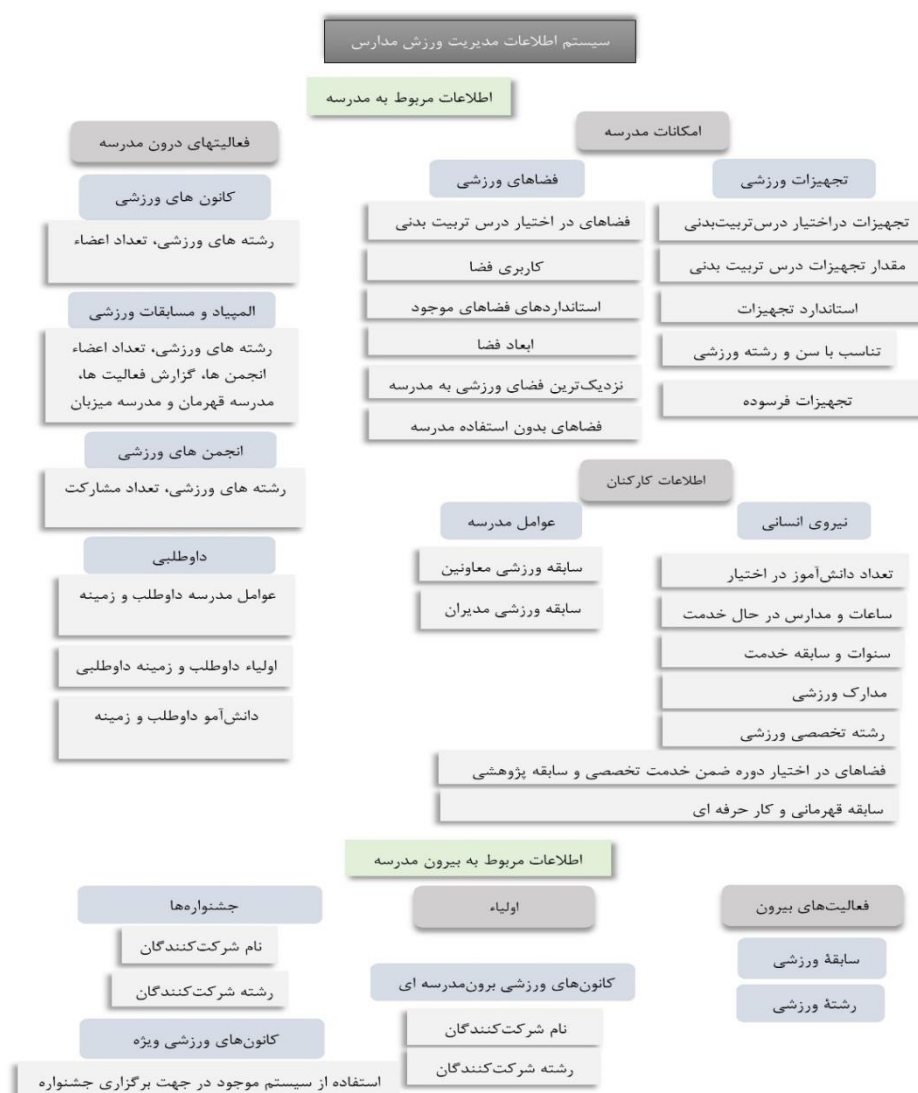 سیستم اطلاعات مدیریت ورزش مدارس
اطلاعات مربوط به مدرسه
امکانات مدرسه
تجهیزات ورزشی
تجهیزات دراختیار درس‌تربیت‌بدنی
مقدار تجهیزات درس تربیت بدنی
استاندارد تجهیزات
تناسب با سن و رشته ورزشی
تجهیزات فرسوده
فضاهای ورزشی
فضاهای در اختیار درس تربیت بدنی
کاربری فضا
استانداردهای فضاهای موجود
ابعاد فضا
نزدیک‌ترین فضای ورزشی به مدرسه
فضاهای بدون استفاده مدرسه
فعالیتهای درون مدرسه
کانون های ورزشی
رشته های ورزشی، تعداد اعضاء
المپیاد و مسابقات ورزشی
رشته های ورزشی، تعداد اعضاء
انجمن ها، گزارش فعالیت ها،
مدرسه قهرمان و مدرسه میزبان
انجمن های ورزشی
رشته های ورزشی، تعداد مشارکت
داوطلبی
عوامل مدرسه داوطلب و زمینه
اولیاء داوطلب و زمینه داوطلبی
دانش‌آمو داوطلب و زمینه
اطلاعات کارکنان
نیروی انسانی
تعداد دانش‌آموز در اختیار
ساعات و مدارس در حال خدمت
سنوات و سابقه خدمت
مدارک ورزشی
رشته تخصصی ورزشی
فضاهای در اختیار دوره ضمن خدمت تخصصی و سابقه پژوهشی
سابقه قهرمانی و کار حرفه ای
عوامل مدرسه
سابقه ورزشی معاونین
سابقه ورزشی مدیران
اطلاعات مربوط به بیرون مدرسه
فعالیت‌های بیرون
سابقهٔ ورزشی
رشتهٔ ورزشی
اولیاء
کانون‌های ورزشی برون‌مدرسه ای
نام شرکت‌کنندگان
رشته شرکت‌کنندگان
جشنواره‌ها
نام شرکت‌کنندگان
رشته شرکت‌کنندگان
کانون‌های ورزشی ویژه
استفاده از سیستم موجود در جهت برگزاری جشنواره